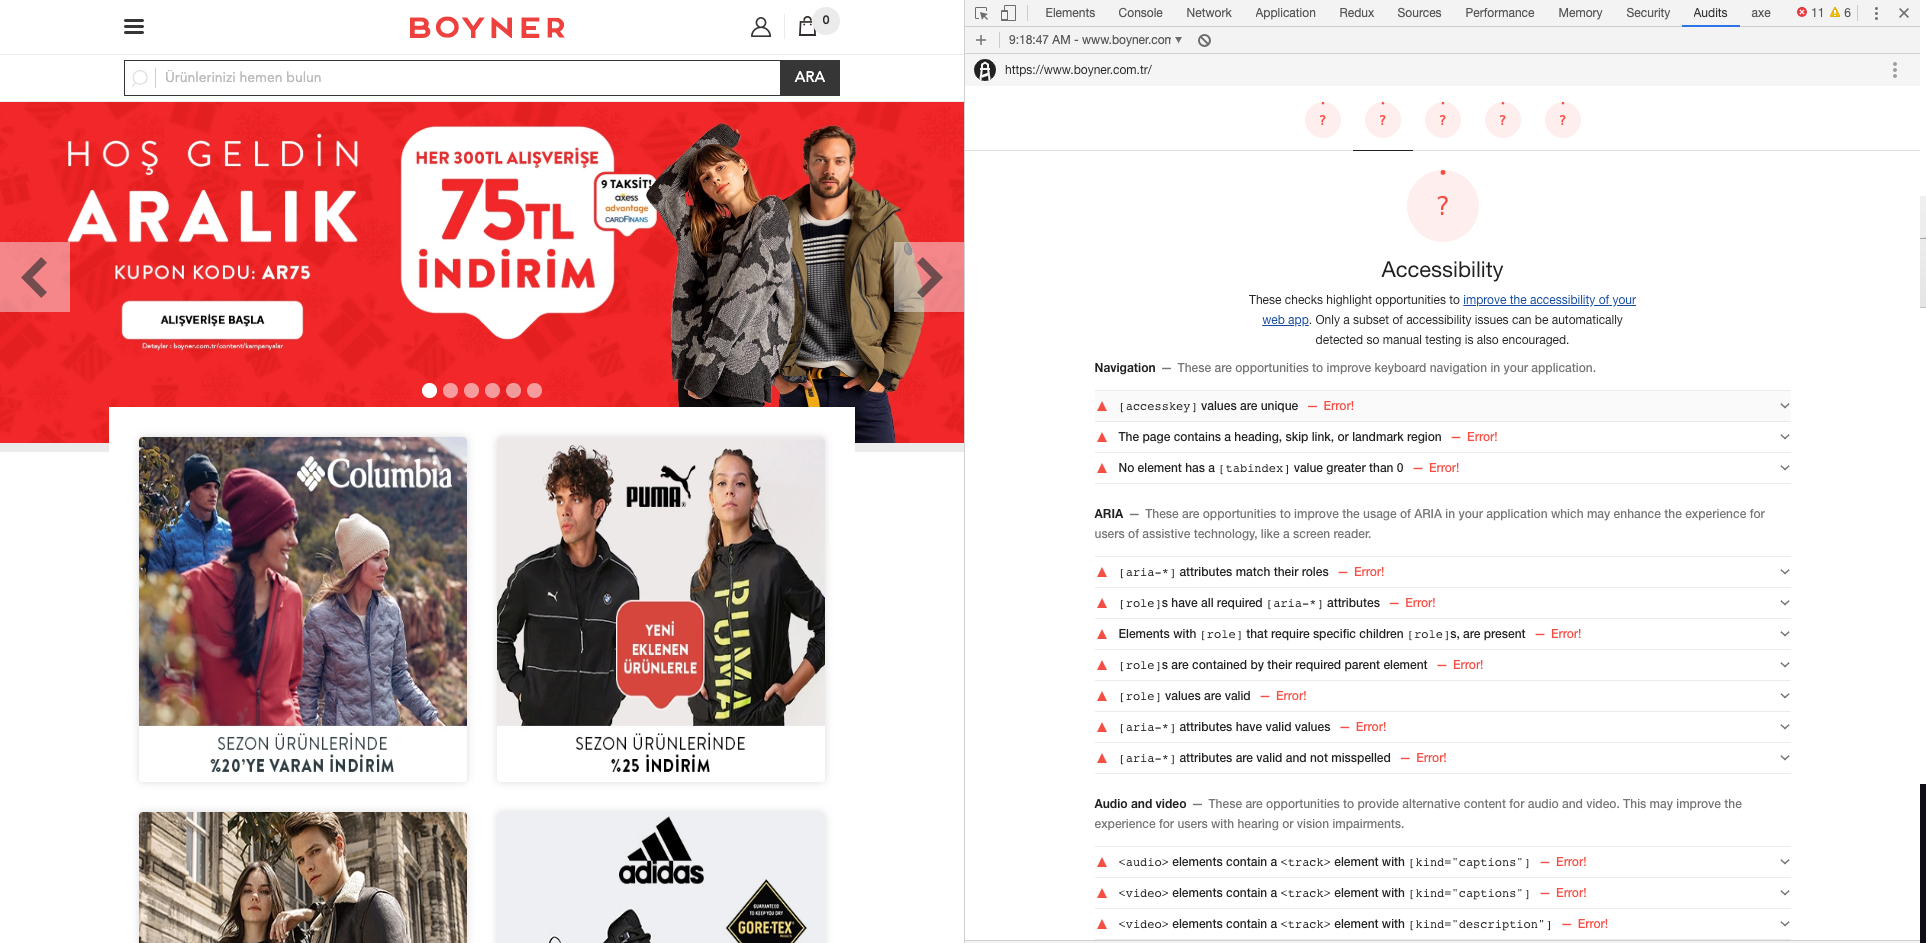 BOYNER
0
Ürünlerinizi hemen bulun
ARA
HOŞ GELDİN
ARALIK
KUPON KODU: AR75
ALIŞVERİŞE BAŞLA
Detaylar : boyner.com.tr/content/kampanyalar
HER 300TL ALIŞVERİŞE
75TL
İNDİRİM
9 TAKSİT!
axess
advantage
CARDFINANS
Columbia
SEZON ÜRÜNLERİNDE
%20'YE VARAN İNDİRİM
PUMA
YENİ
EKLENEN
ÜRÜNLERLE
PUMA
SEZON ÜRÜNLERİNDE
%25 İNDİRİM
adidas
GUARANTEED
TO KEEP YOU DRY
GORE-TEX
Elements Console Network Application Redux Sources Performance Memory Security Audits axe 11 6
9:18:47 AM - www.boyner.com
https://www.boyner.com.tr/
? ? ? ? ?
?
Accessibility
These checks highlight opportunities to improve the accessibility of your
web app. Only a subset of accessibility issues can be automatically
detected so manual testing is also encouraged.
Navigation — These are opportunities to improve keyboard navigation in your application.
[accesskey] values are unique — Error!
The page contains a heading, skip link, or landmark region — Error!
No element has a [tabindex] value greater than 0 — Error!
ARIA — These are opportunities to improve the usage of ARIA in your application which may enhance the experience for
users of assistive technology, like a screen reader.
[aria-*] attributes match their roles — Error!
[role]s have all required [aria-*] attributes — Error!
Elements with [role] that require specific children [role]s, are present — Error!
[role]s are contained by their required parent element — Error!
[role] values are valid — Error!
[aria-*] attributes have valid values — Error!
[aria-*] attributes are valid and not misspelled — Error!
Audio and video — These are opportunities to provide alternative content for audio and video. This may improve the
experience for users with hearing or vision impairments.
<audio> elements contain a <track> element with [kind="captions"] — Error!
<video> elements contain a <track> element with [kind="captions"] — Error!
<video> elements contain a <track> element with [kind="description"] — Error!